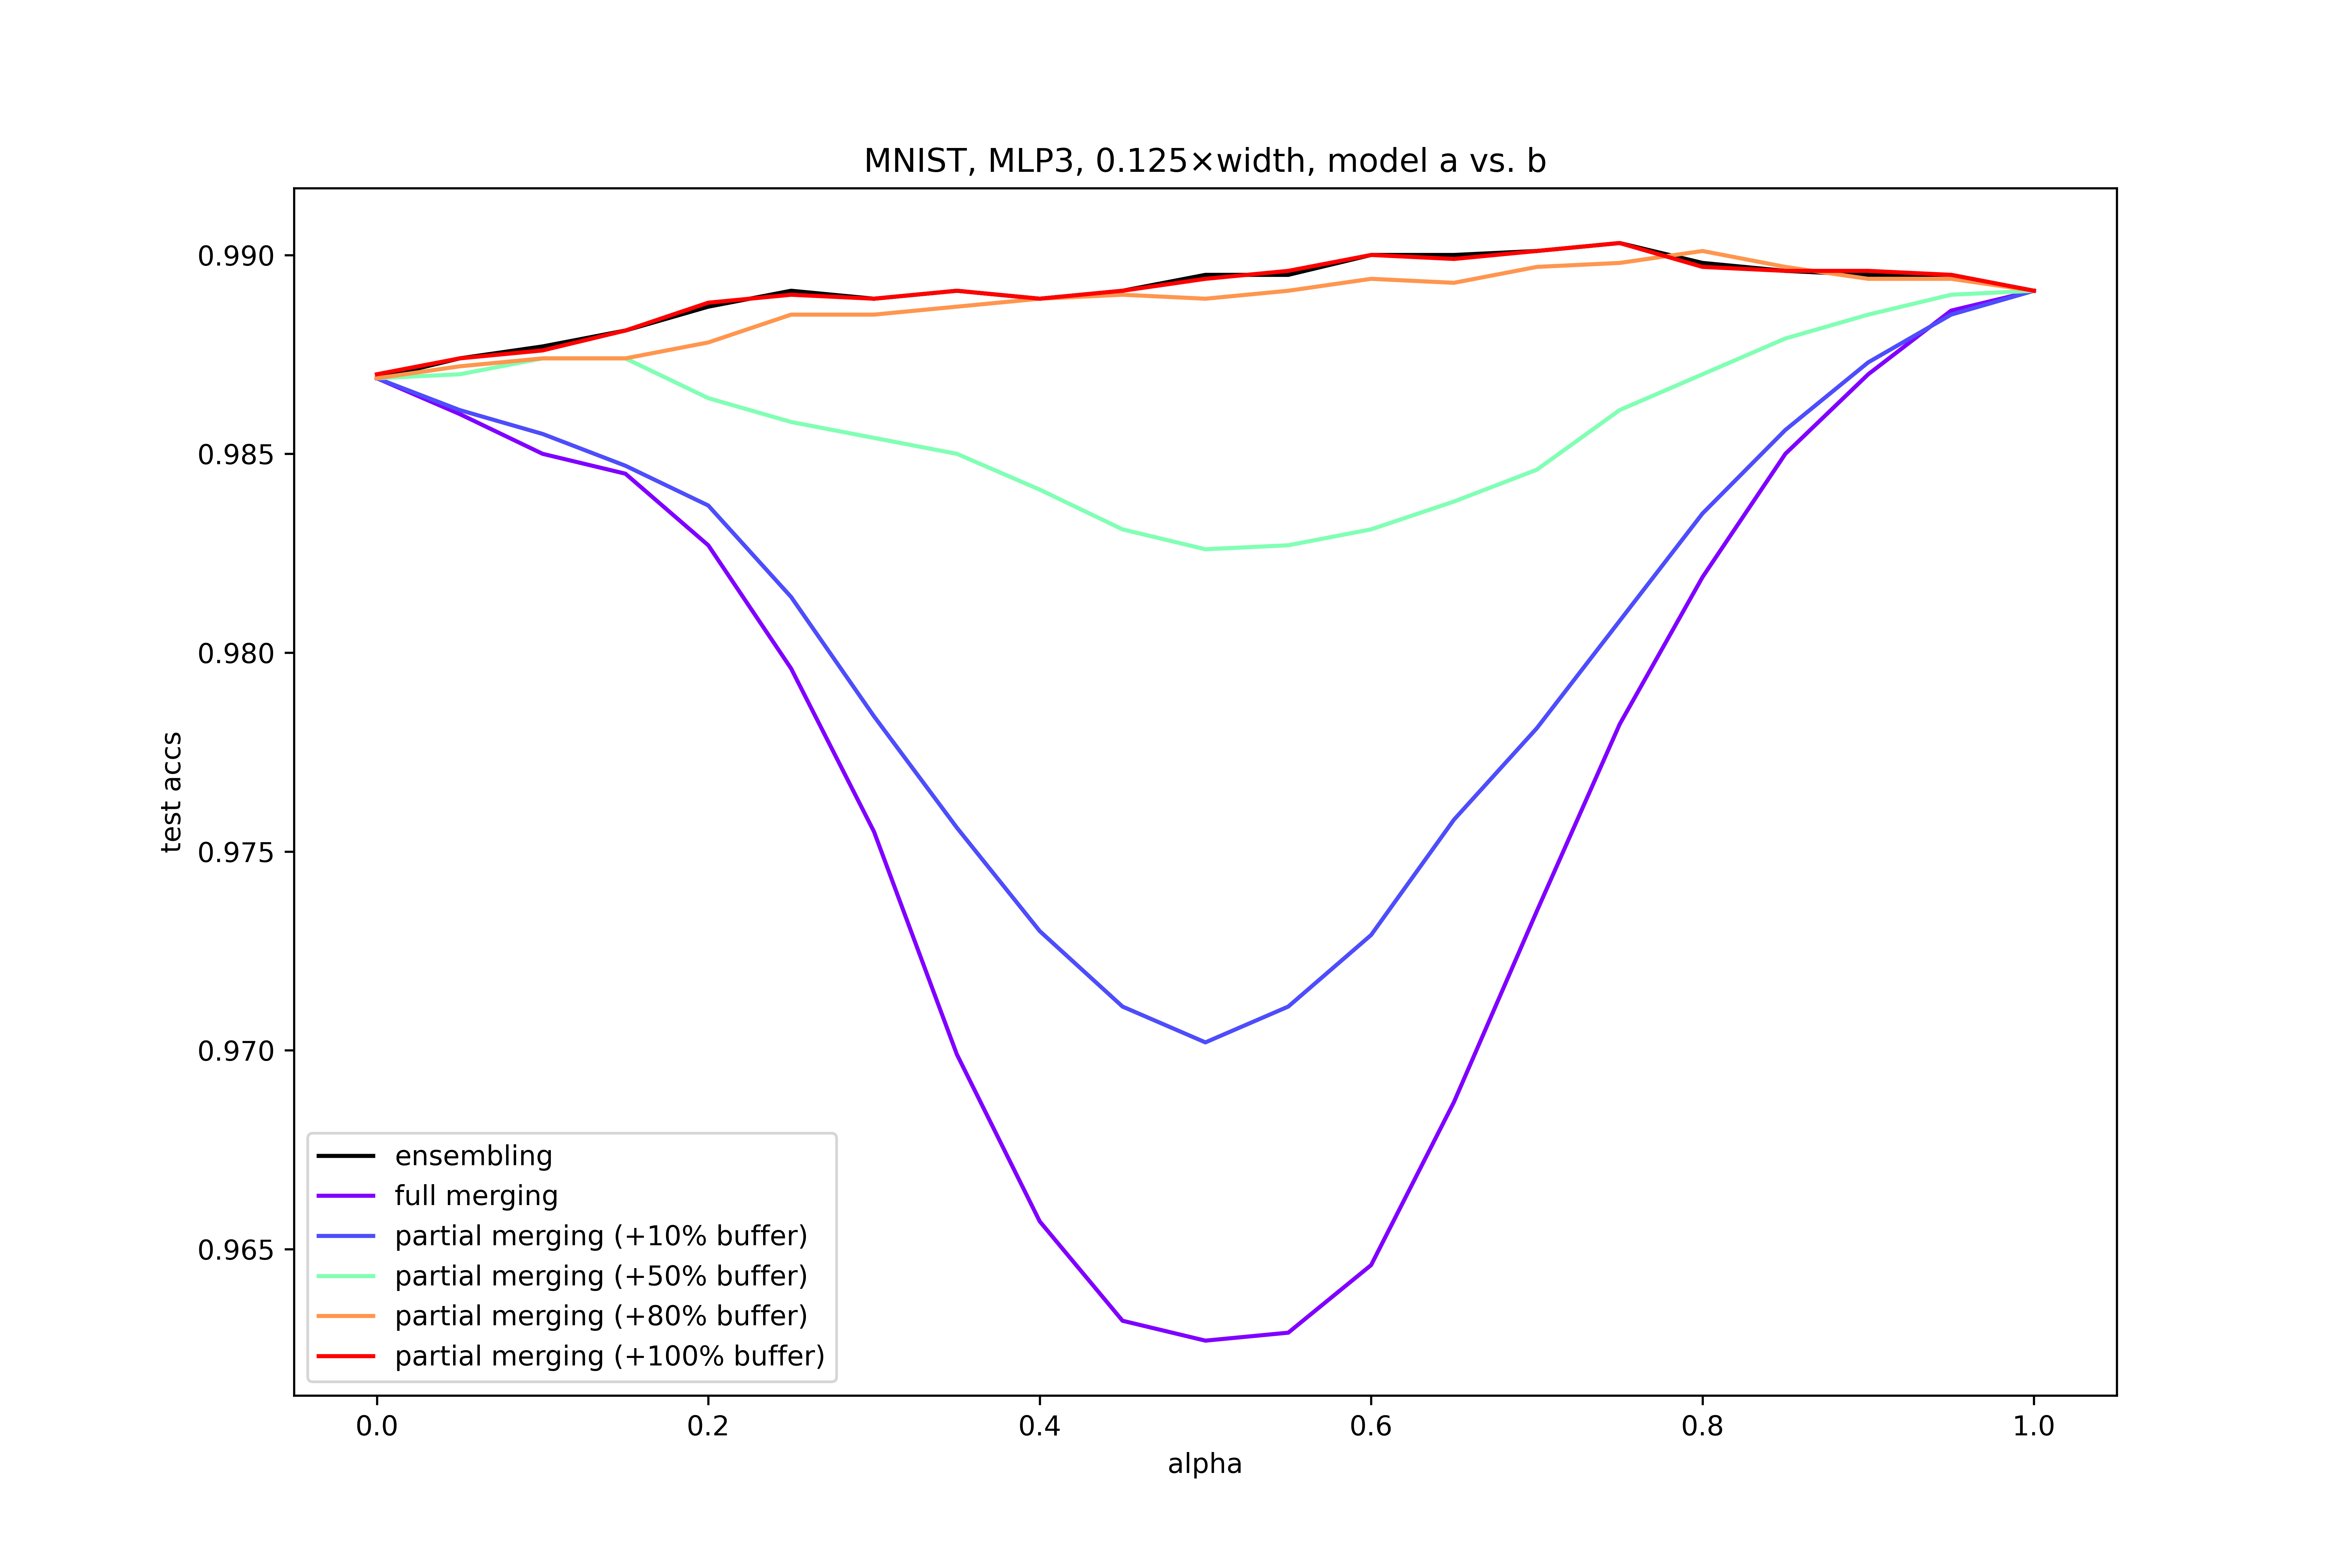 MNIST, MLP3, 0.125×width, model a vs. b
0.990
0.985
0.980
0.975
0.970
0.965
test accs
ensembling
full merging
partial merging (+10% buffer)
partial merging (+50% buffer)
partial merging (+80% buffer)
partial merging (+100% buffer)
0.0 0.2 0.4 0.6 0.8 1.0
alpha